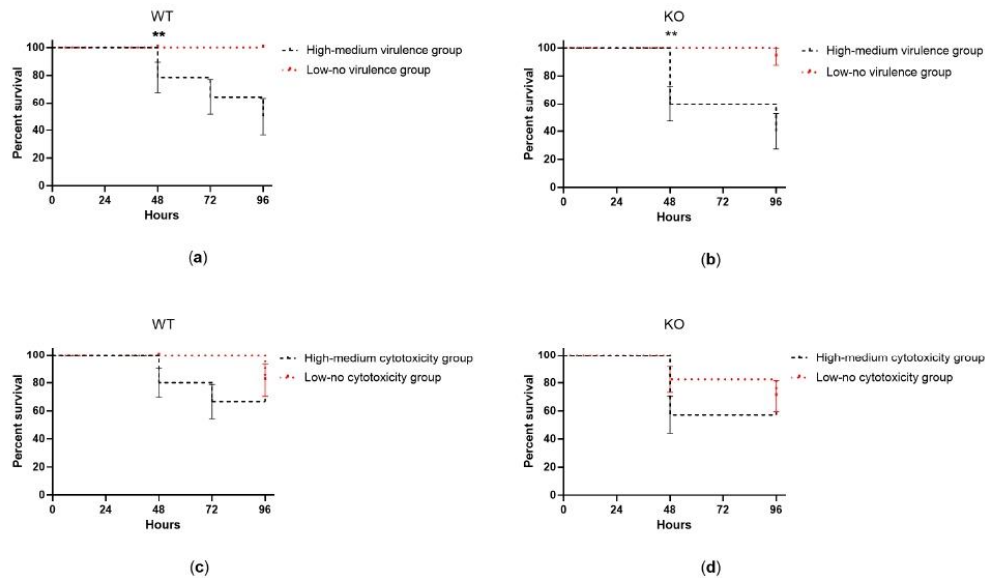 WT
**
100
80
60
40
20
0
Percent survival
0 24 48 72 96
Hours
High-medium virulence group
Low-no virulence group
(a)
KO
**
100
80
60
40
20
0
Percent survival
0 24 48 72 96
Hours
High-medium virulence group
Low-no virulence group
(b)
WT
100
80
60
40
20
0
Percent survival
0 24 48 72 96
Hours
High-medium cytotoxicity group
Low-no cytotoxicity group
(c)
KO
100
80
60
40
20
0
Percent survival
0 24 48 72 96
Hours
High-medium cytotoxicity group
Low-no cytotoxicity group
(d)